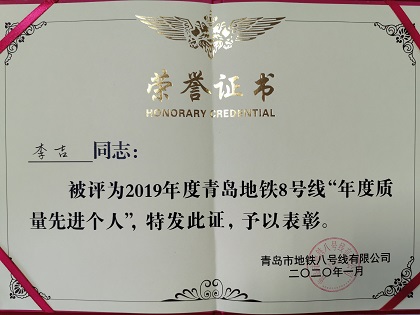 荣誉证书
HONORARY CREDENTIAL
李吉 同志：
被评为2019年度青岛地铁8号线“年度质
量先进个人”，特发此证，予以表彰。
青岛市地铁八号线有限公司
二〇二〇年一月